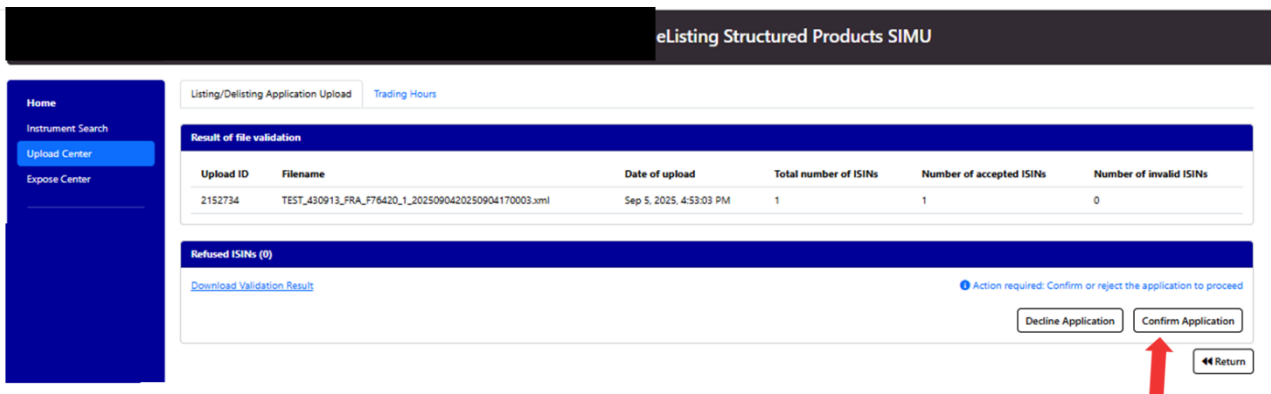 eListing Structured Products SIMU
Home
Instrument Search
Upload Center
Expose Center
Listing/Delisting Application Upload Trading Hours
Result of file validation
Upload ID Filename Date of upload Total number of ISINs Number of accepted ISINs Number of invalid ISINs
2152734 TEST_430913_FRA_F76420_1_2025090420250904170003.xml Sep 5, 2025, 4:53:03 PM 1 1 0
Refused ISINs (0)
Download Validation Result
Action required: Confirm or reject the application to proceed
Decline Application Confirm Application
Return